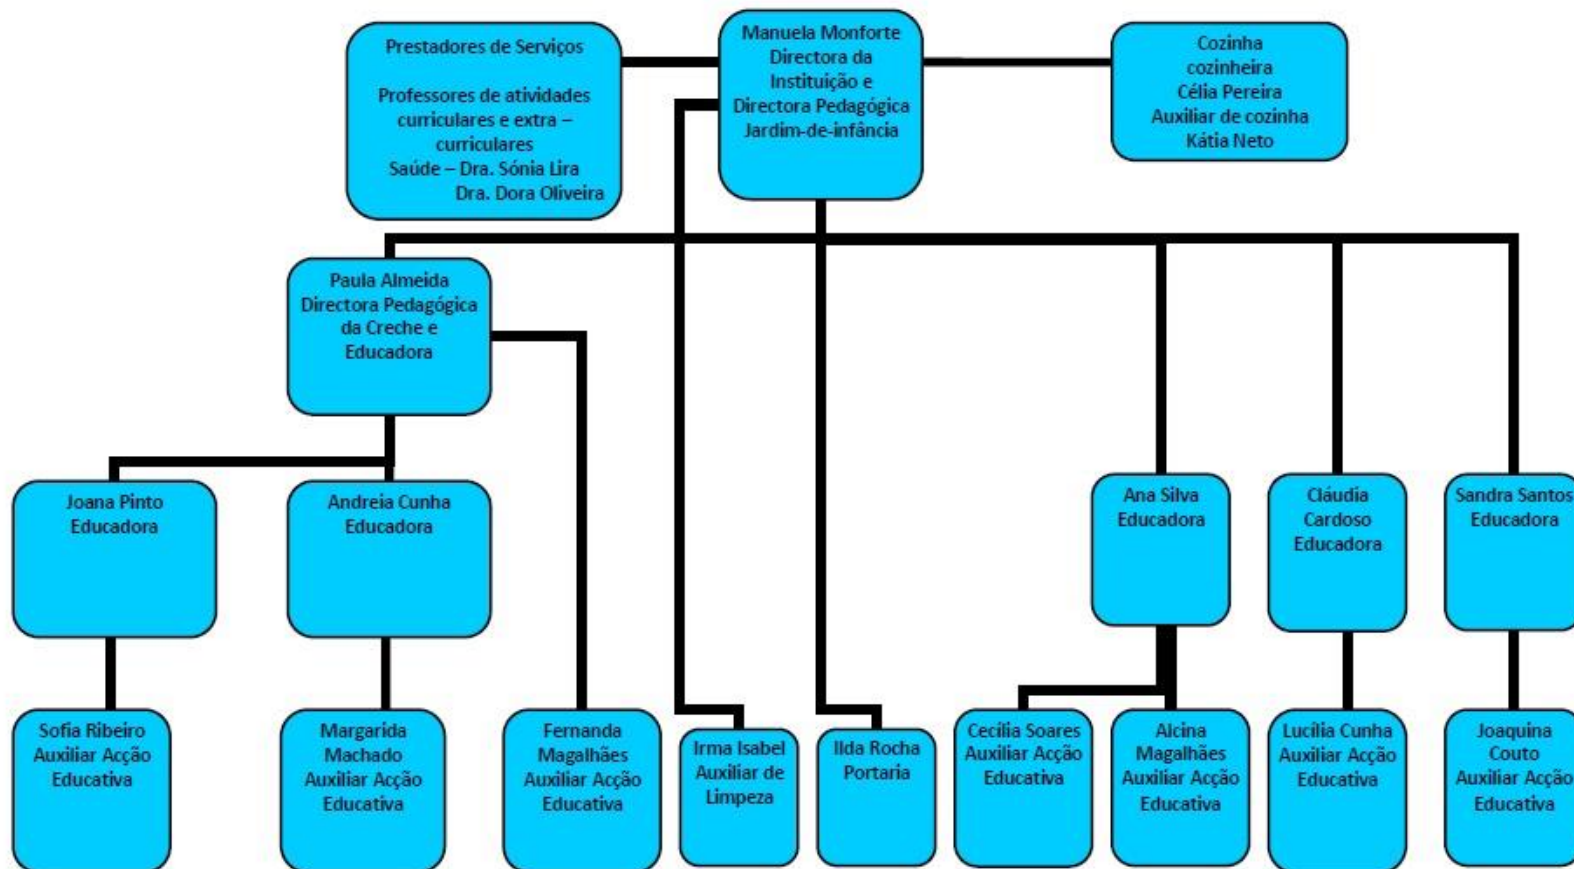 Prestadores de Serviços
Professores de atividades
curriculares e extra –
curriculares
Saúde – Dra. Sónia Lira
Dra. Dora Oliveira
Manuela Monforte
Directora da
Instituição e
Directora Pedagógica
Jardim-de-infância
Cozinha
cozinheira
Célia Pereira
Auxiliar de cozinha
Kátia Neto
Paula Almeida
Directora Pedagógica
da Creche e
Educadora
Joana Pinto
Educadora
Andreia Cunha
Educadora
Ana Silva
Educadora
Cláudia
Cardoso
Educadora
Sandra Santos
Educadora
Sofia Ribeiro
Auxiliar Acção
Educativa
Margarida
Machado
Auxiliar Acção
Educativa
Fernanda
Magalhães
Auxiliar Acção
Educativa
Irma Isabel
Auxiliar de
Limpeza
Ilda Rocha
Portaria
Cecília Soares
Auxiliar Acção
Educativa
Alcina
Magalhães
Auxiliar Acção
Educativa
Lucília Cunha
Auxiliar Acção
Educativa
Joaquina
Couto
Auxiliar Acção
Educativa